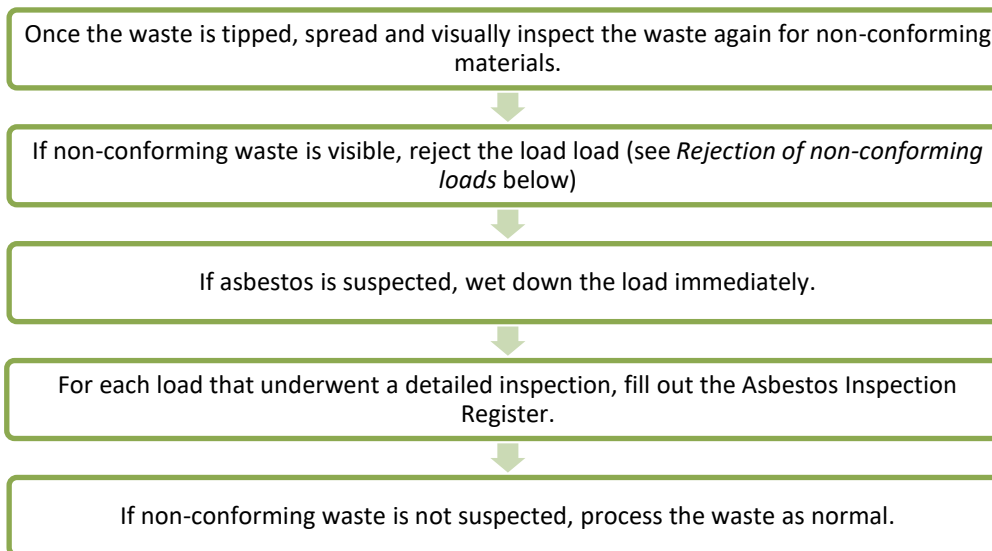 Once the waste is tipped, spread and visually inspect the waste again for non-conforming
materials.
If non-conforming waste is visible, reject the load load (see Rejection of non-conforming
loads below)
If asbestos is suspected, wet down the load immediately.
For each load that underwent a detailed inspection, fill out the Asbestos Inspection
Register.
If non-conforming waste is not suspected, process the waste as normal.